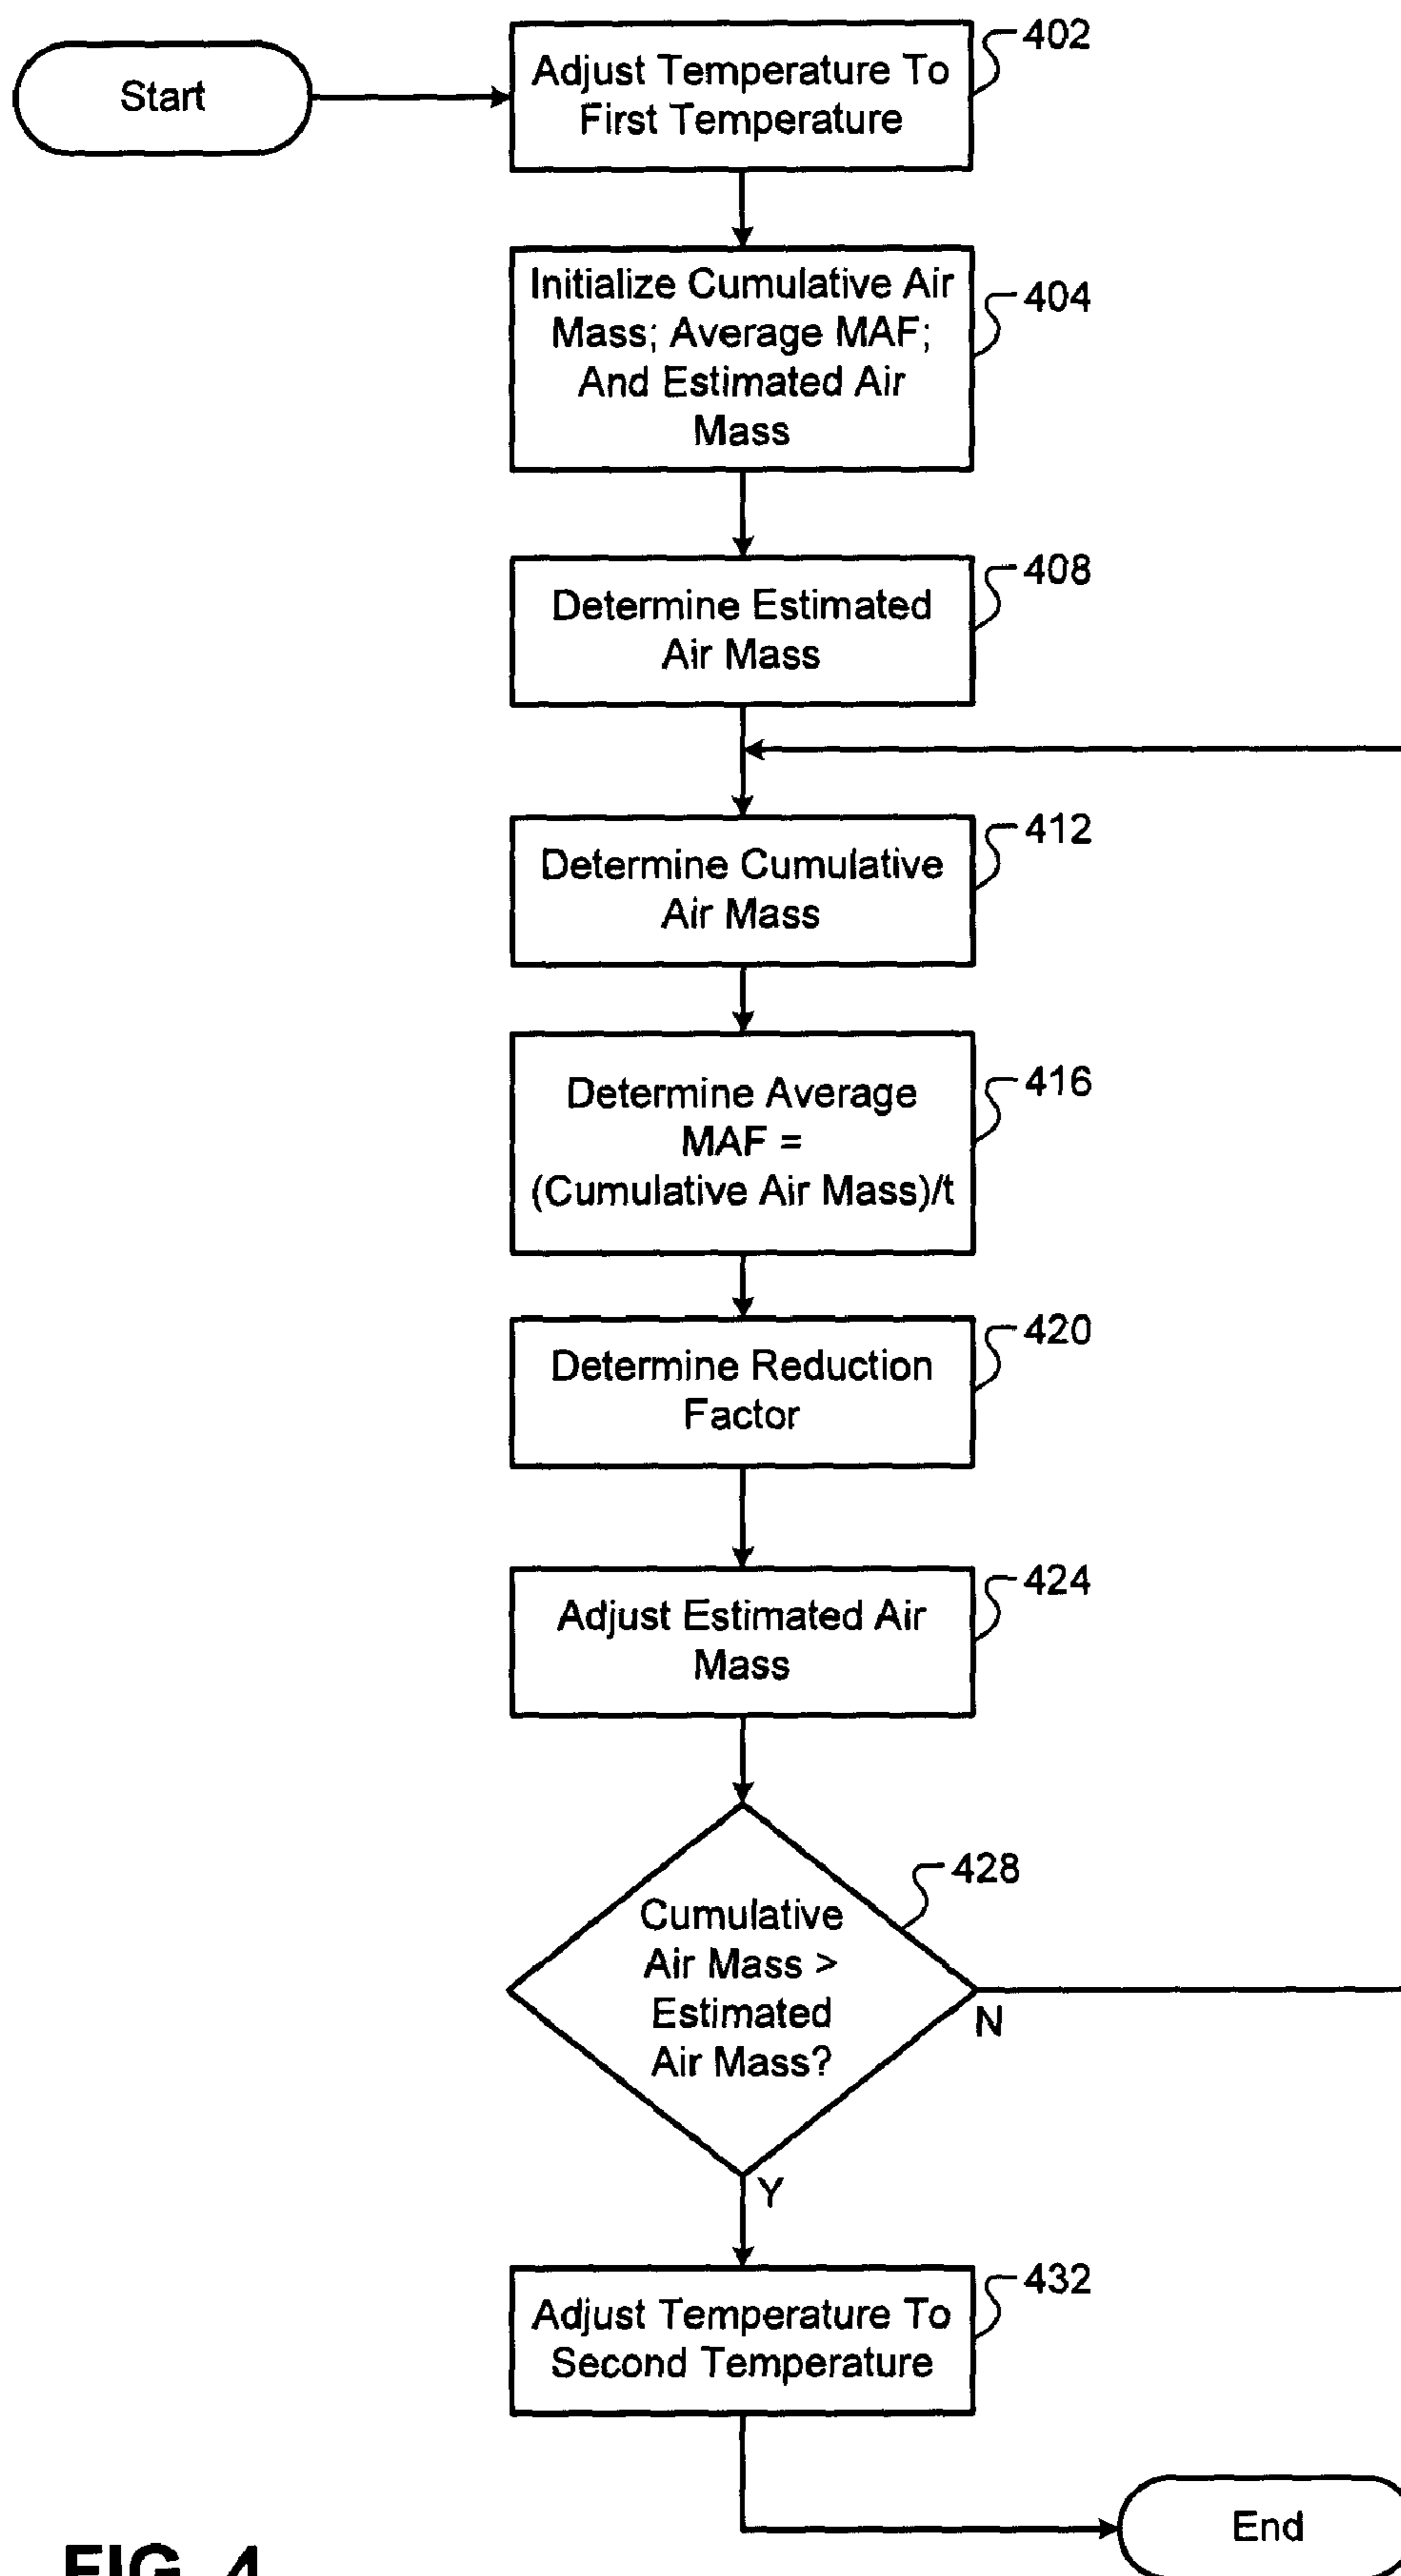 Start
Adjust Temperature To
First Temperature
402
Initialize Cumulative Air
Mass; Average MAF;
And Estimated Air
Mass
404
Determine Estimated
Air Mass
408
Determine Cumulative
Air Mass
412
Determine Average
MAF =
(Cumulative Air Mass)/t
416
Determine Reduction
Factor
420
Adjust Estimated Air
Mass
424
Cumulative
Air Mass >
Estimated
Air Mass?
428
N
Y
Adjust Temperature To
Second Temperature
432
End
FIG. 4